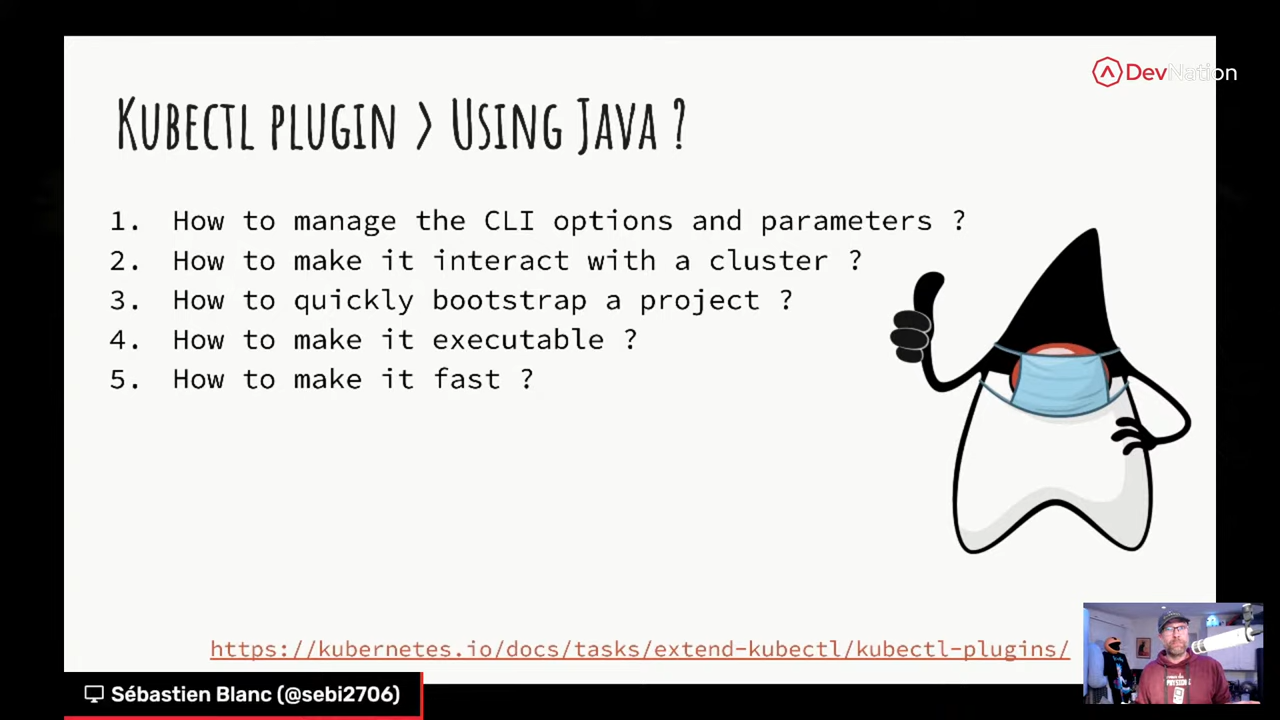 DevNation
Kubectl plugin > Using Java ?
1. How to manage the CLI options and parameters ?
2. How to make it interact with a cluster ?
3. How to quickly bootstrap a project ?
4. How to make it executable ?
5. How to make it fast ?
https://kubernetes.io/docs/tasks/extend-kubectl/kubectl-plugins/
Sébastien Blanc (@sebi2706)